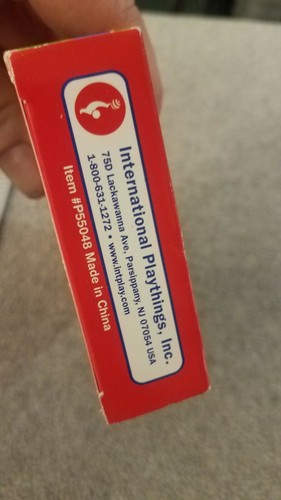 International Playthings, Inc.
75D Lackawanna Ave, Parsippany, NJ 07054 USA
1-800-631-1272 • www.intplay.com
Item #P55048 Made in China